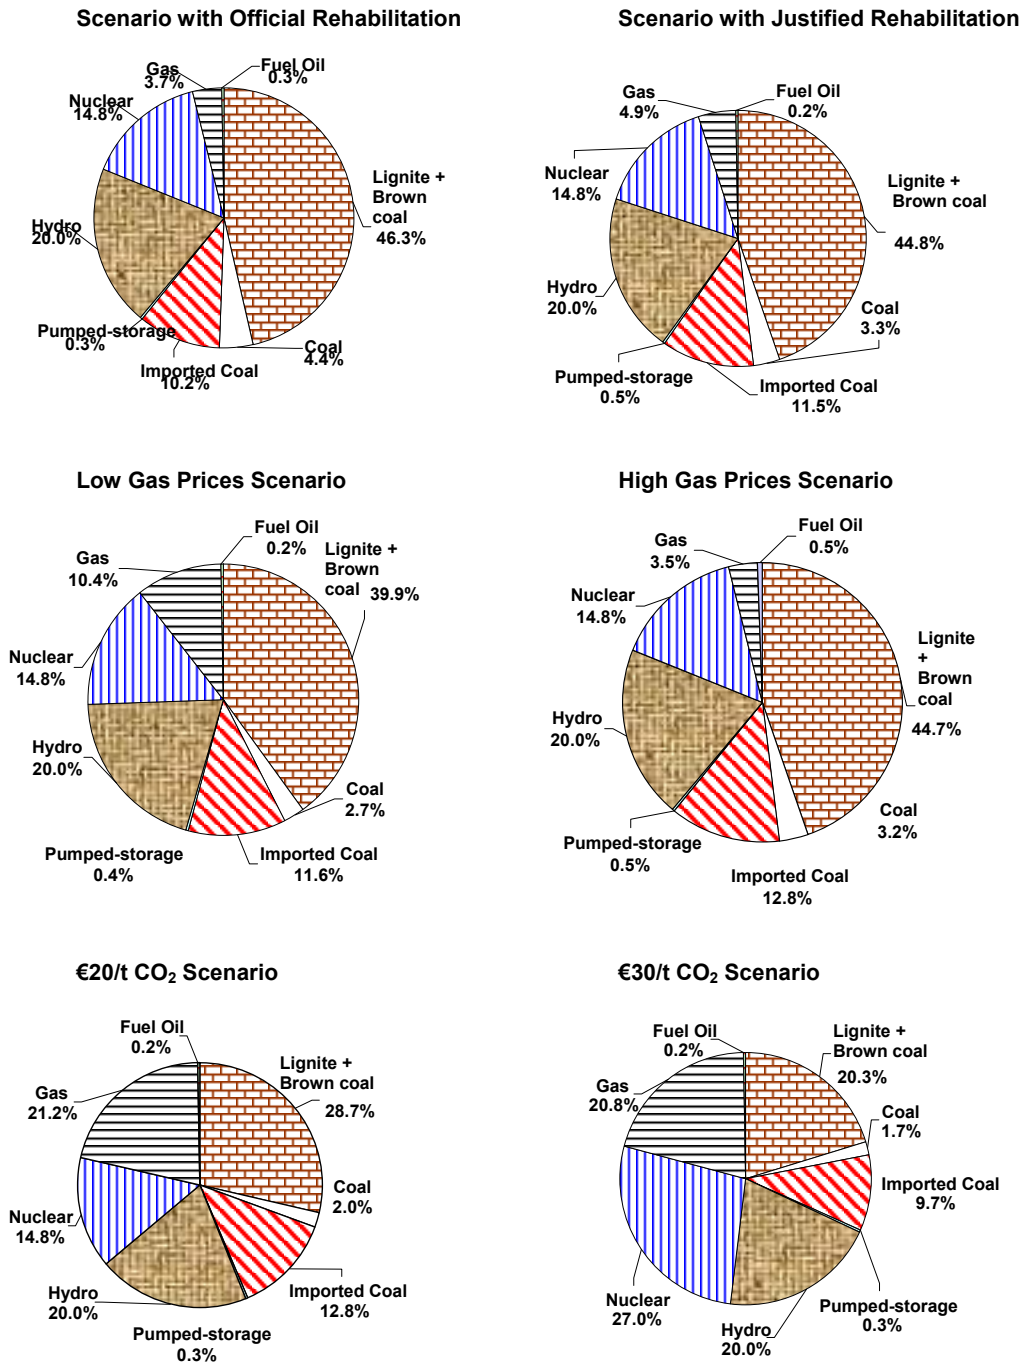 Scenario with Official Rehabilitation
Gas
3.7%
Fuel Oil
0.3%
Nuclear
14.8%
Lignite +
Brown
coal
46.3%
Hydro
20.0%
Pumped-storage
0.3%
Imported Coal
10.2%
Coal
4.4%
Scenario with Justified Rehabilitation
Gas
4.9%
Fuel Oil
0.2%
Nuclear
14.8%
Lignite +
Brown coal
44.8%
Hydro
20.0%
Coal
3.3%
Pumped-storage
0.5%
Imported Coal
11.5%
Low Gas Prices Scenario
Gas
10.4%
Fuel Oil
0.2%
Lignite +
Brown
coal 39.9%
Nuclear
14.8%
Hydro
20.0%
Coal
2.7%
Pumped-storage
0.4%
Imported Coal
11.6%
High Gas Prices Scenario
Gas
3.5%
Fuel Oil
0.5%
Nuclear
14.8%
Lignite
+
Brown
coal
44.7%
Hydro
20.0%
Coal
3.2%
Pumped-storage
0.5%
Imported Coal
12.8%
€20/t CO₂ Scenario
Fuel Oil
0.2%
Lignite +
Brown coal
28.7%
Gas
21.2%
Coal
2.0%
Nuclear
14.8%
Hydro
20.0%
Imported Coal
12.8%
Pumped-storage
0.3%
€30/t CO₂ Scenario
Fuel Oil
0.2%
Lignite +
Brown coal
20.3%
Gas
20.8%
Coal
1.7%
Imported Coal
9.7%
Nuclear
27.0%
Hydro
20.0%
Pumped-storage
0.3%